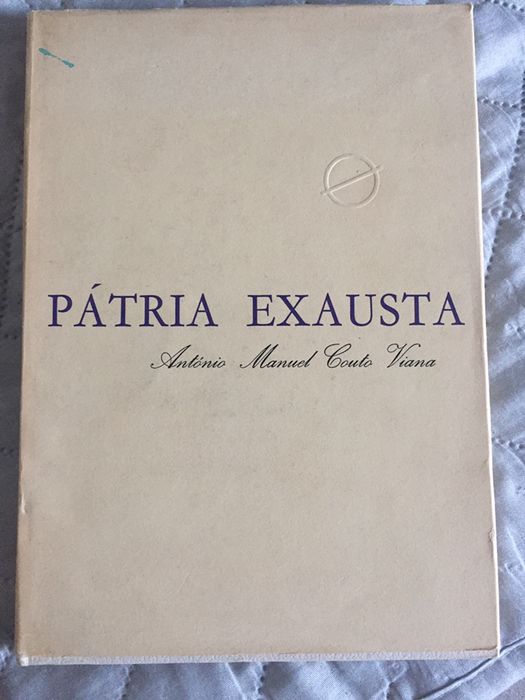 PÁTRIA EXAUSTA
António Manuel Couto Viana